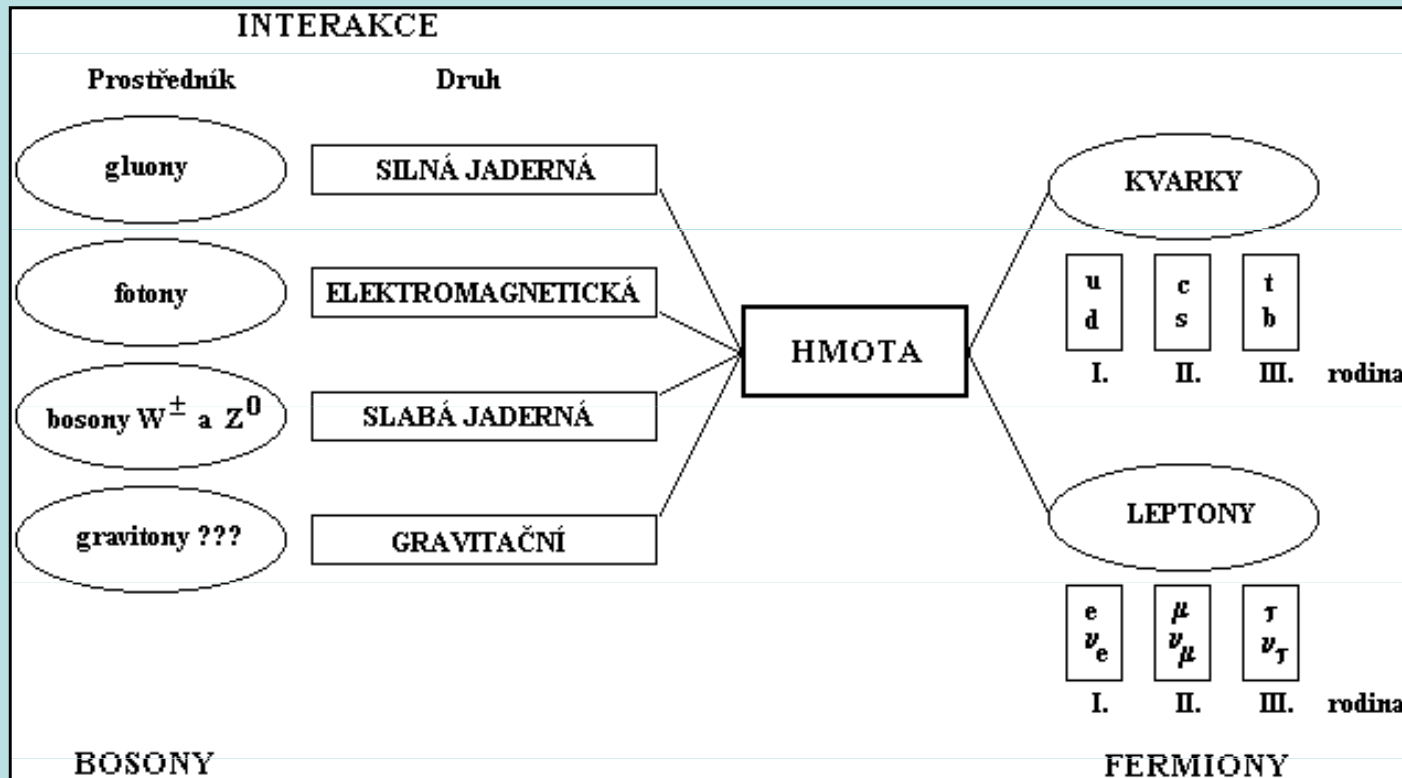 INTERAKCE
Prostředník Druh
gluony SILNÁ JADERNÁ
fotony ELEKTROMAGNETICKÁ
bosony W± a Z⁰ SLABÁ JADERNÁ
gravitony ??? GRAVITAČNÍ
BOSONY
HMOTA
KVARKY
u c t
d s b
I. II. III. rodina
LEPTONY
e μ τ
νe νμ ντ
I. II. III. rodina
FERMIONY